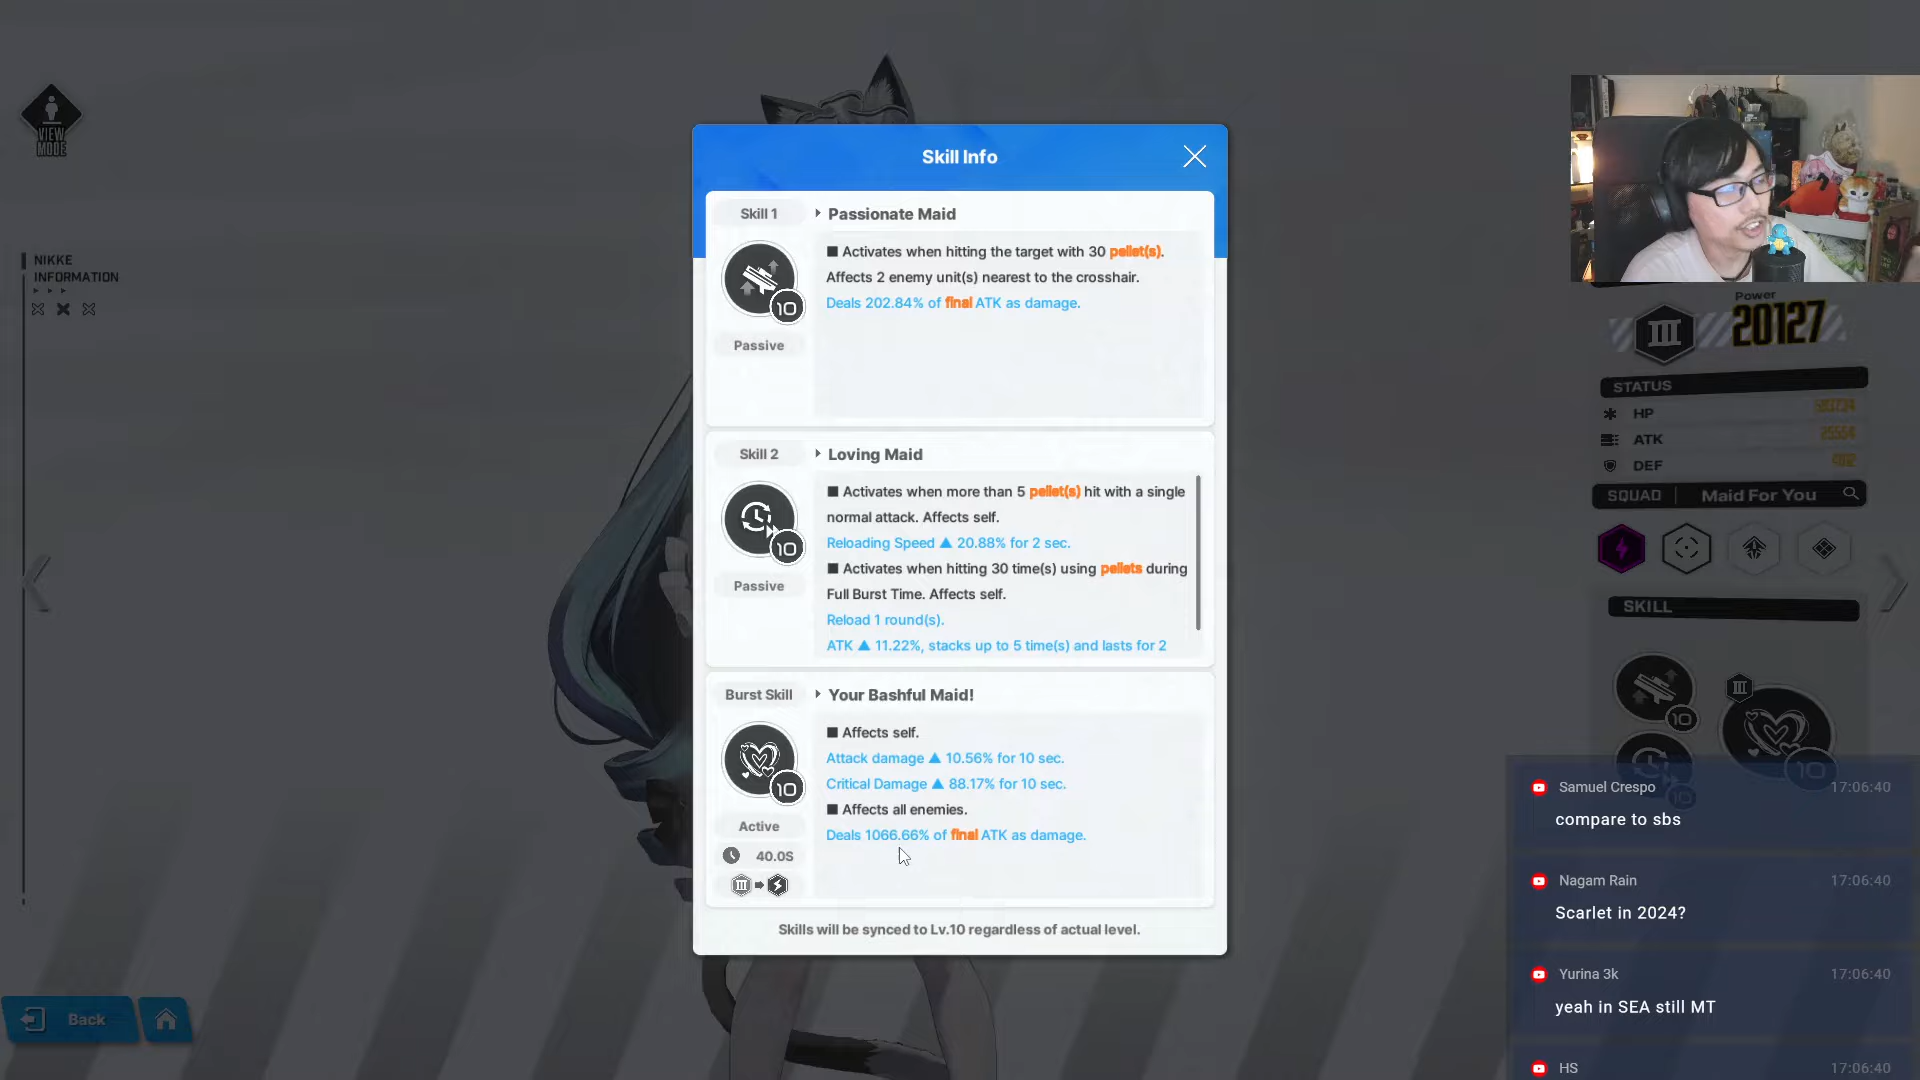 VIEW
MODE
NIKKE
INFORMATION
Skill Info
Skill 1
Passionate Maid
■ Activates when hitting the target with 30 pellet(s).
Affects 2 enemy unit(s) nearest to the crosshair.
Deals 202.84% of final ATK as damage.
10
Passive
Skill 2
Loving Maid
■ Activates when more than 5 pellet(s) hit with a single
normal attack. Affects self.
Reloading Speed ▲ 20.88% for 2 sec.
■ Activates when hitting 30 time(s) using pellets during
Full Burst Time. Affects self.
Reload 1 round(s).
ATK ▲ 11.22%, stacks up to 5 time(s) and lasts for 2
10
Passive
Burst Skill
Your Bashful Maid!
■ Affects self.
Attack damage ▲ 10.56% for 10 sec.
Critical Damage ▲ 88.17% for 10 sec.
■ Affects all enemies.
Deals 1066.66% of final ATK as damage.
10
Active
40.0S
III
Skills will be synced to Lv.10 regardless of actual level.
Back
Power
20127
III
STATUS
HP
ATK
DEF
SQUAD
Maid For You
SKILL
10
III
10
10
Samuel Crespo 17:06:40
compare to sbs
Nagam Rain 17:06:40
Scarlet in 2024?
Yurina 3k 17:06:40
yeah in SEA still MT
HS 17:06:40